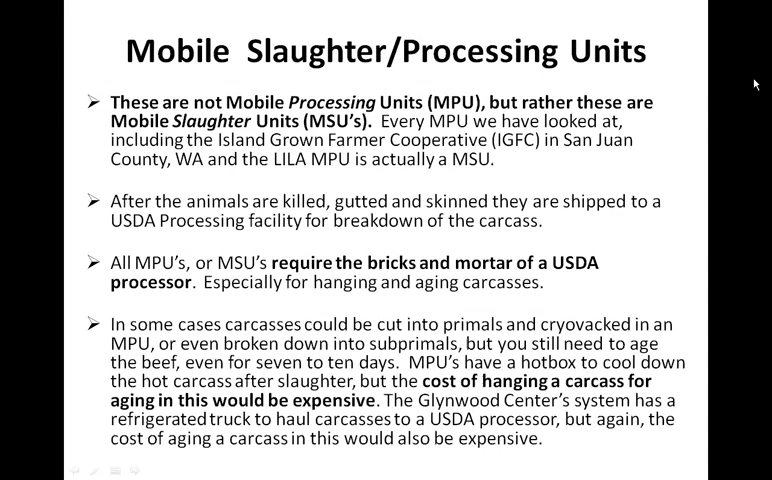 Mobile Slaughter/Processing Units
➢ These are not Mobile Processing Units (MPU), but rather these are
Mobile Slaughter Units (MSU's). Every MPU we have looked at,
including the Island Grown Farmer Cooperative (IGFC) in San Juan
County, WA and the LILA MPU is actually a MSU.
➢ After the animals are killed, gutted and skinned they are shipped to a
USDA Processing facility for breakdown of the carcass.
➢ All MPU's, or MSU's require the bricks and mortar of a USDA
processor. Especially for hanging and aging carcasses.
➢ In some cases carcasses could be cut into primals and cryovacked in an
MPU, or even broken down into subprimals, but you still need to age
the beef, even for seven to ten days. MPU's have a hotbox to cool down
the hot carcass after slaughter, but the cost of hanging a carcass for
aging in this would be expensive. The Glynwood Center's system has a
refrigerated truck to haul carcasses to a USDA processor, but again, the
cost of aging a carcass in this would also be expensive.